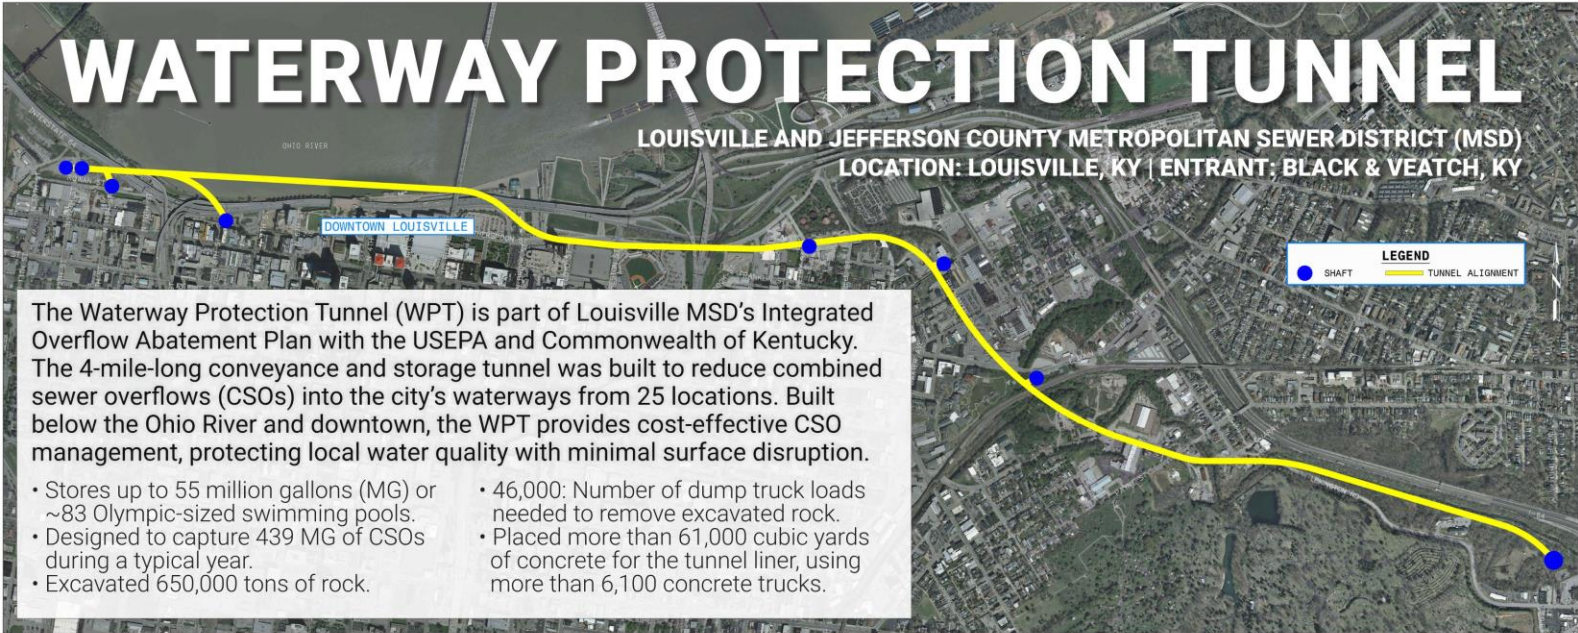 WATERWAY PROTECTION TUNNEL
LOUISVILLE AND JEFFERSON COUNTY METROPOLITAN SEWER DISTRICT (MSD)
LOCATION: LOUISVILLE, KY | ENTRANT: BLACK & VEATCH, KY
OHIO RIVER
DOWNTOWN LOUISVILLE
LEGEND
SHAFT
TUNNEL ALIGNMENT
The Waterway Protection Tunnel (WPT) is part of Louisville MSD’s Integrated
Overflow Abatement Plan with the USEPA and Commonwealth of Kentucky.
The 4-mile-long conveyance and storage tunnel was built to reduce combined
sewer overflows (CSOs) into the city’s waterways from 25 locations. Built
below the Ohio River and downtown, the WPT provides cost-effective CSO
management, protecting local water quality with minimal surface disruption.
• Stores up to 55 million gallons (MG) or
~83 Olympic-sized swimming pools.
• Designed to capture 439 MG of CSOs
during a typical year.
• Excavated 650,000 tons of rock.
• 46,000: Number of dump truck loads
needed to remove excavated rock.
• Placed more than 61,000 cubic yards
of concrete for the tunnel liner, using
more than 6,100 concrete trucks.
I-64